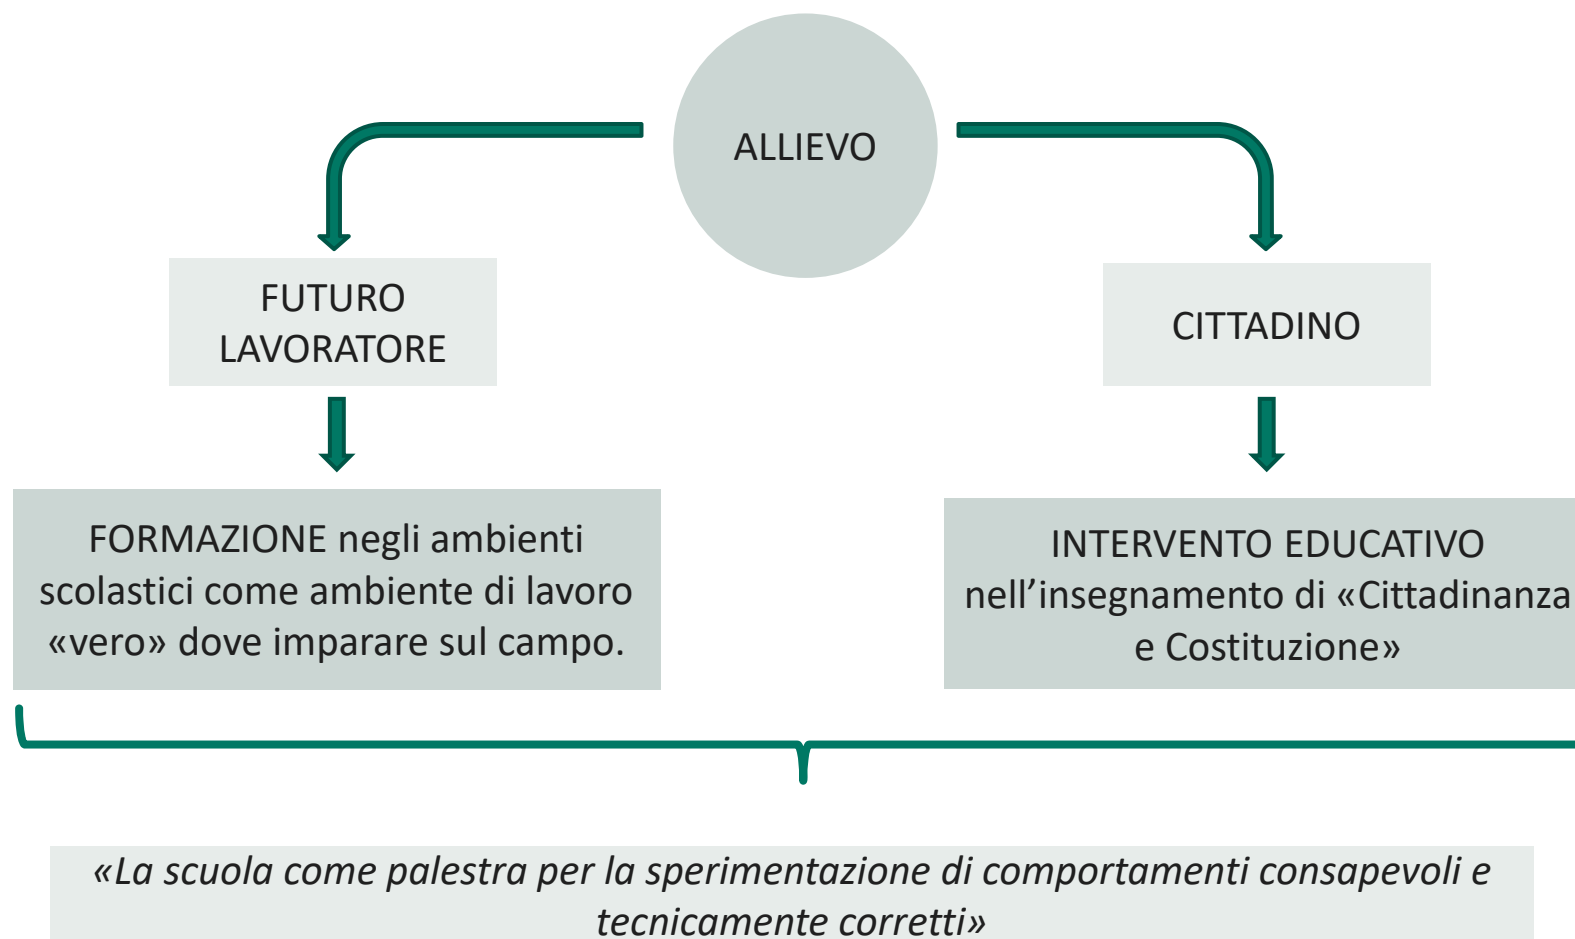 ALLIEVO
FUTURO
LAVORATORE
CITTADINO
FORMAZIONE negli ambienti
scolastici come ambiente di lavoro
«vero» dove imparare sul campo.
INTERVENTO EDUCATIVO
nell’insegnamento di «Cittadinanza
e Costituzione»
«La scuola come palestra per la sperimentazione di comportamenti consapevoli e
tecnicamente corretti»